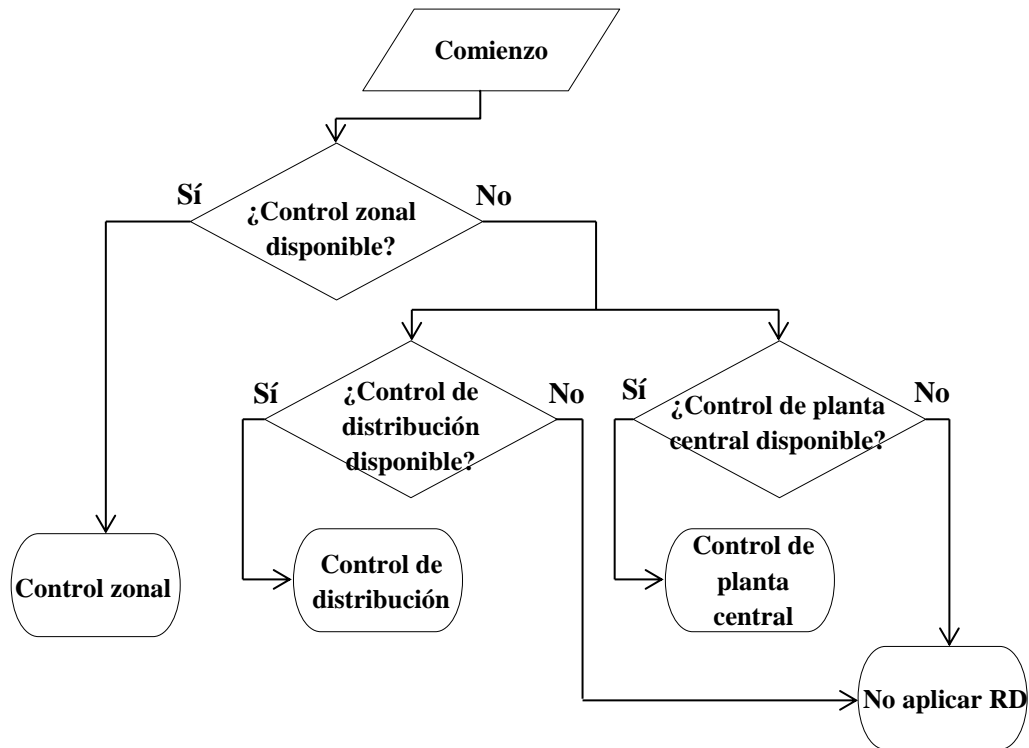 Comienzo
Sí
No
¿Control zonal
disponible?
Sí
¿Control de
distribución
disponible?
No
Sí
¿Control de planta
central disponible?
No
Control zonal
Control de
distribución
Control de
planta
central
No aplicar RD